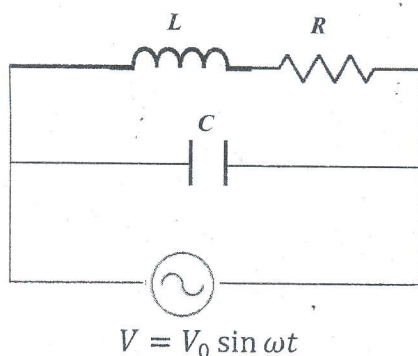 L R
C
V = V₀ sin ωt